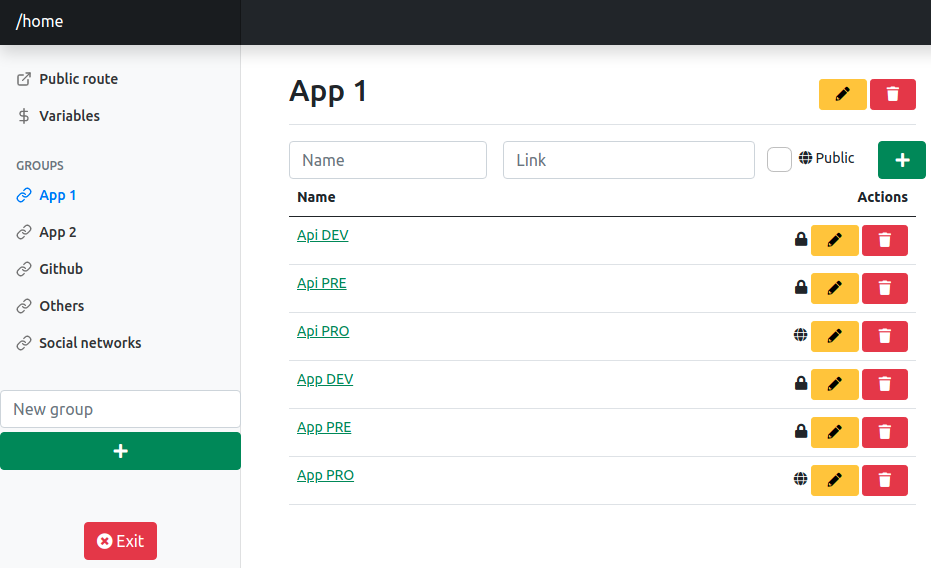 /home
Public route
Variables
GROUPS
App 1
App 2
Github
Others
Social networks
New group
Exit
App 1
Name
Link
Public
Name Actions
Api DEV
Api PRE
Api PRO
App DEV
App PRE
App PRO